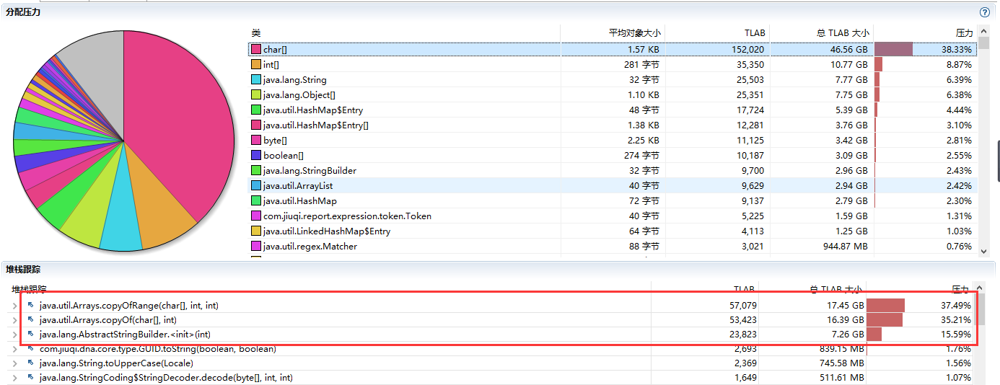 分配压力
类 平均对象大小 TLAB 总 TLAB 大小 压力
char[] 1.57 KB 152,020 46.56 GB 38.33%
int[] 281 字节 35,350 10.77 GB 8.87%
java.lang.String 32 字节 25,503 7.77 GB 6.39%
java.lang.Object[] 1.10 KB 25,351 7.75 GB 6.38%
java.util.HashMap$Entry 48 字节 17,724 5.39 GB 4.44%
java.util.HashMap$Entry[] 1.38 KB 12,281 3.76 GB 3.10%
byte[] 2.25 KB 11,125 3.42 GB 2.81%
boolean[] 274 字节 10,187 3.09 GB 2.55%
java.lang.StringBuilder 32 字节 9,700 2.96 GB 2.43%
java.util.ArrayList 40 字节 9,629 2.94 GB 2.42%
java.util.HashMap 72 字节 9,137 2.79 GB 2.30%
com.jiuqi.report.expression.token.Token 40 字节 5,225 1.59 GB 1.31%
java.util.LinkedHashMap$Entry 64 字节 4,113 1.25 GB 1.03%
java.util.regex.Matcher 88 字节 3,021 944.87 MB 0.76%
堆栈跟踪
堆栈跟踪 TLAB 总 TLAB 大小 压力
java.util.Arrays.copyOfRange(char[], int, int) 57,079 17.45 GB 37.49%
java.util.Arrays.copyOf(char[], int) 53,423 16.39 GB 35.21%
java.lang.AbstractStringBuilder.<init>(int) 23,823 7.26 GB 15.59%
com.jiuqi.dna.core.type.GUID.toString(boolean, boolean) 2,693 839.15 MB 1.76%
java.lang.String.toUpperCase(Locale) 2,369 745.58 MB 1.56%
java.lang.StringCoding$StringDecoder.decode(byte[], int, int) 1,649 511.61 MB 1.07%